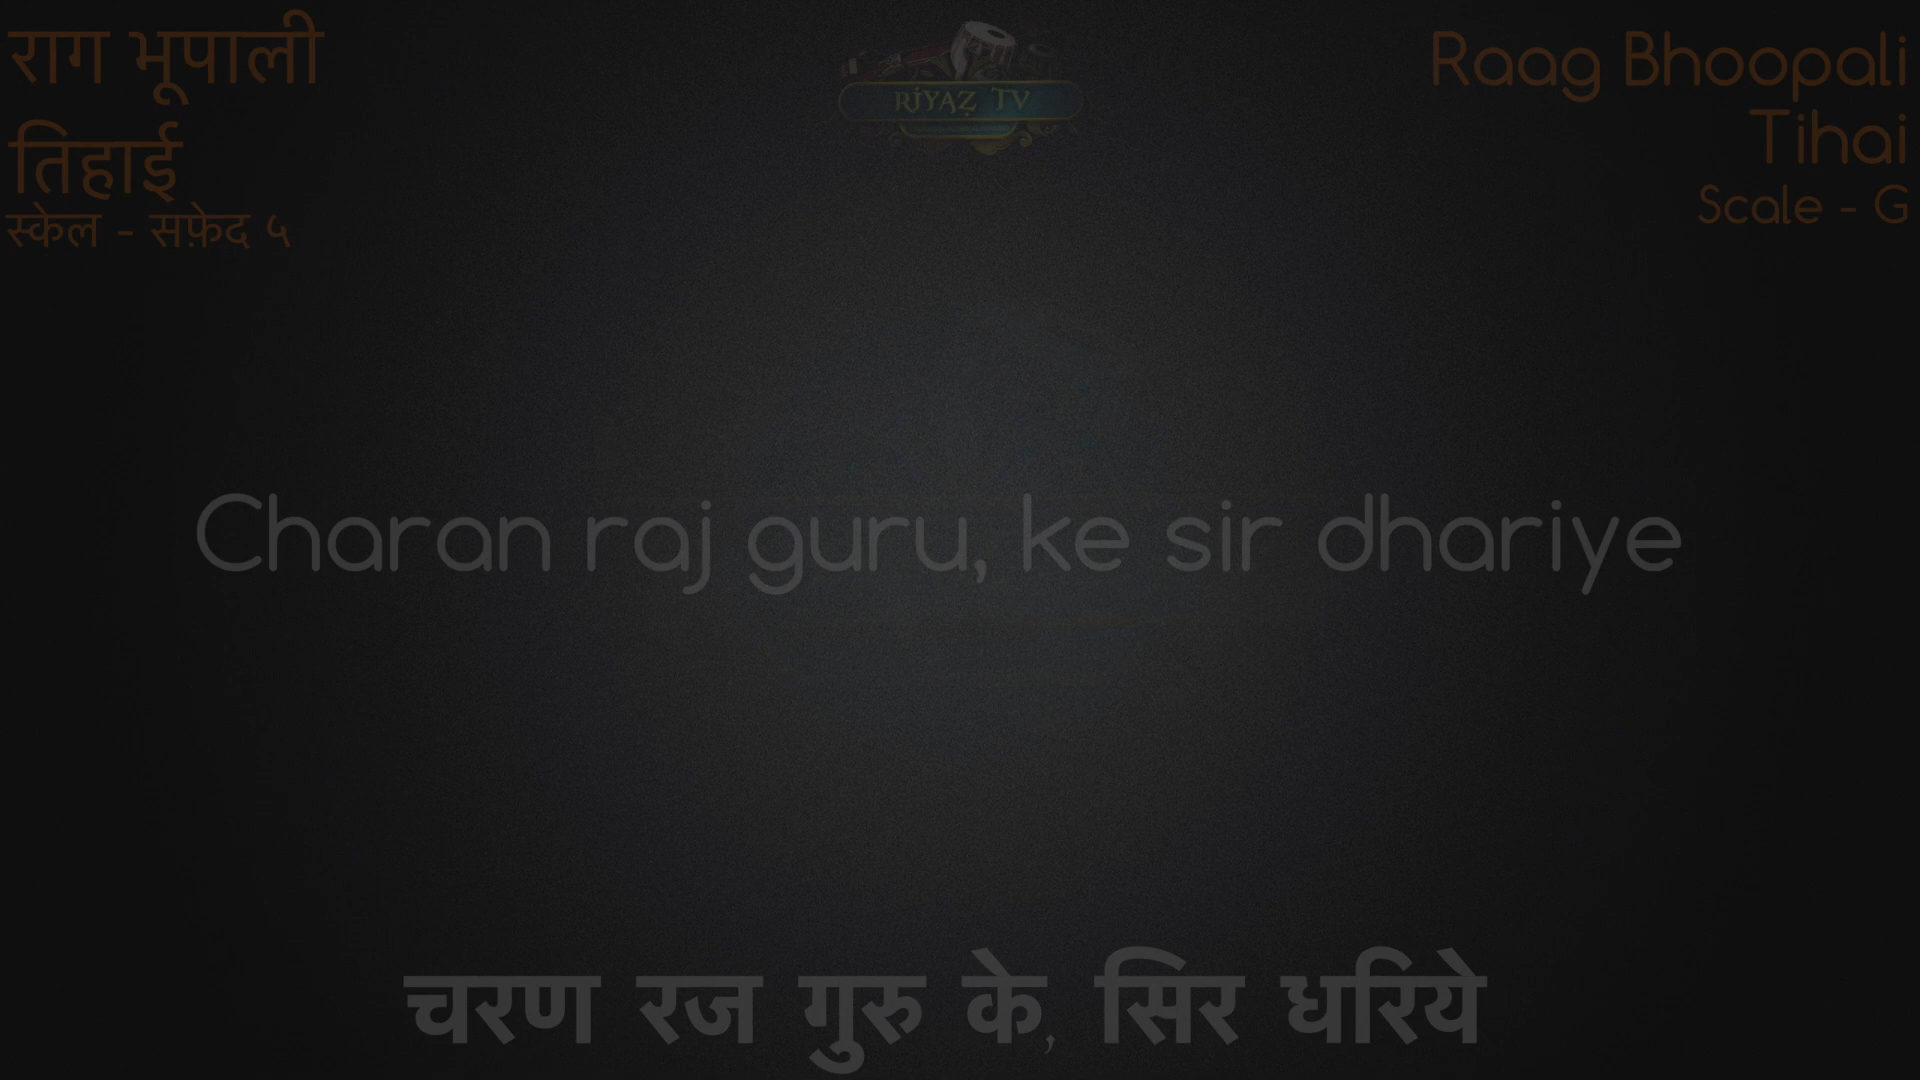 राग भूपाली
तिहाई
स्केल - सफ़ेद ५
RIYAZ TV
Raag Bhoopali
Tihai
Scale - G
Charan raj guru, ke sir dhariye
चरण रज गुरु के, सिर धरिये